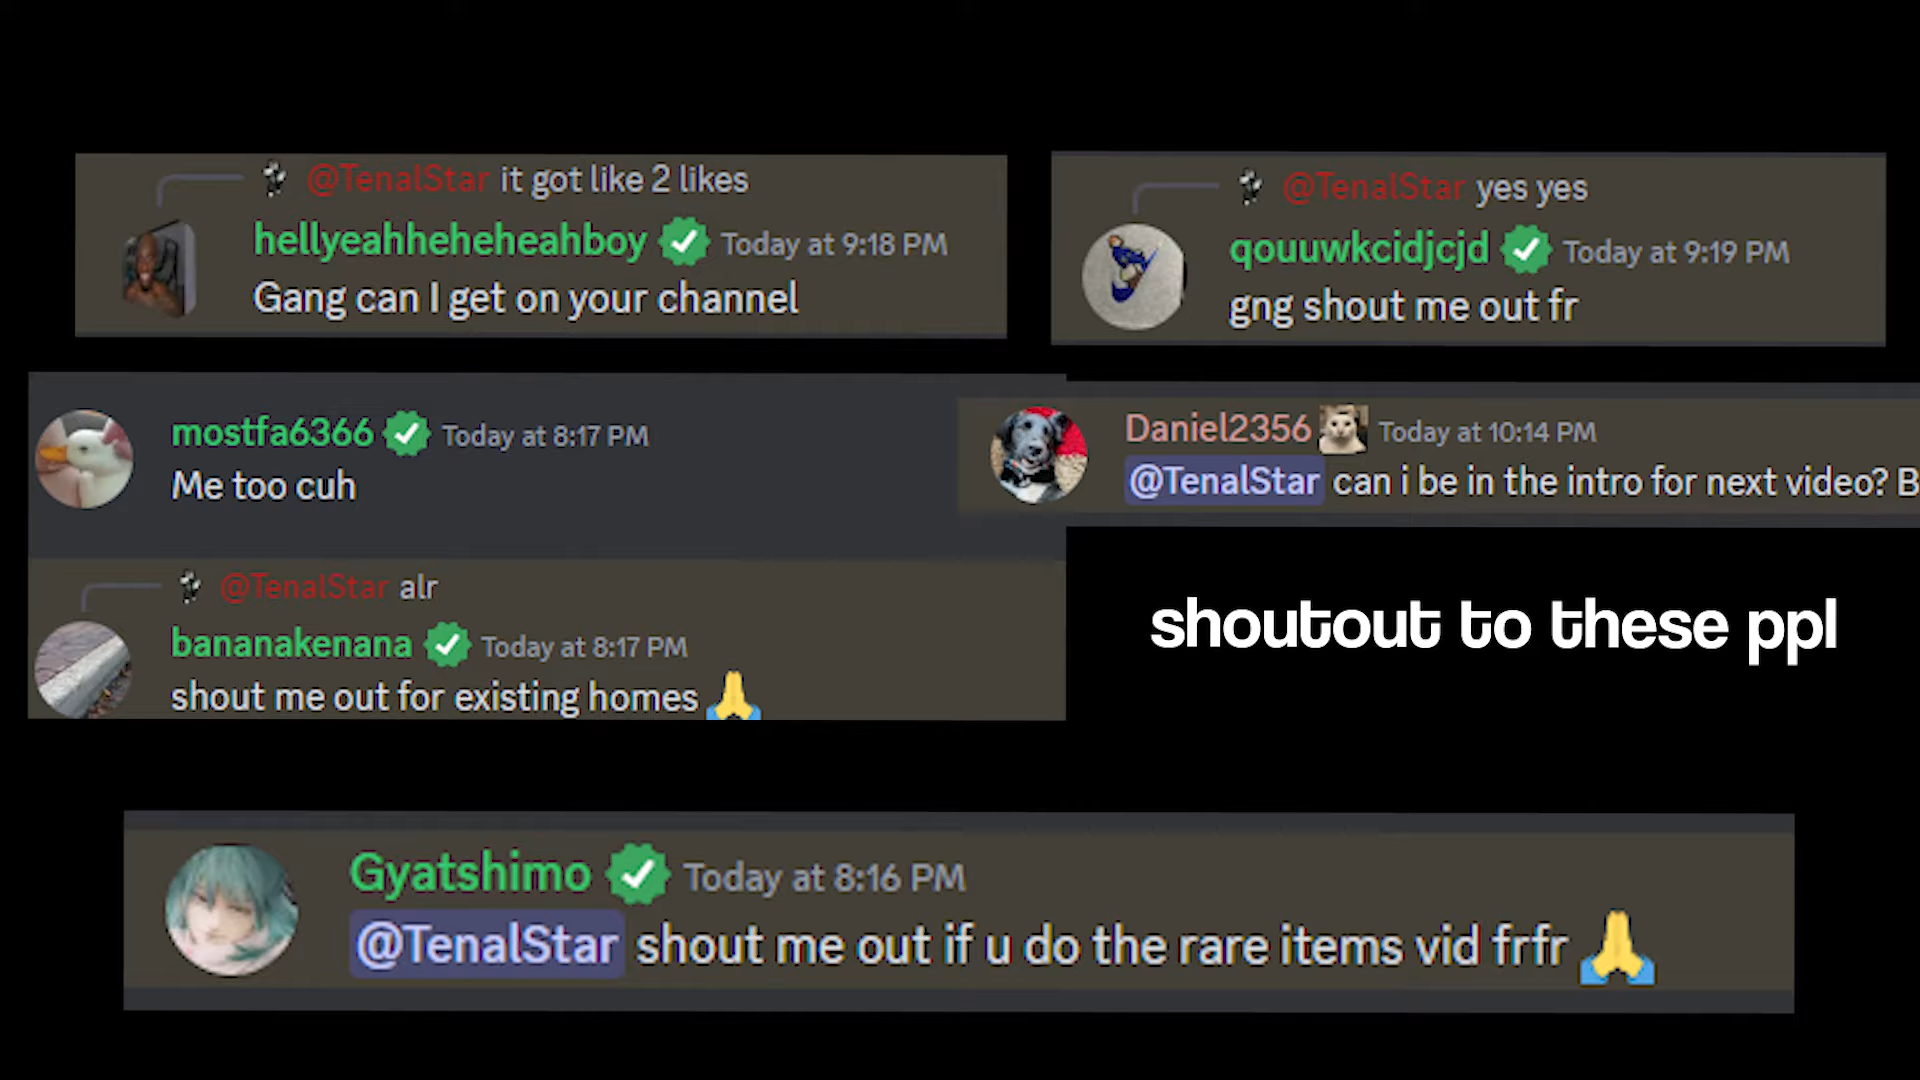 @TenalStar it got like 2 likes
hellyeahheheheahboy Today at 9:18 PM
Gang can I get on your channel
@TenalStar yes yes
qouuwkcidjcjd Today at 9:19 PM
gng shout me out fr
mostfa6366 Today at 8:17 PM
Me too cuh
Daniel2356 Today at 10:14 PM
@TenalStar can i be in the intro for next video? B
@TenalStar alr
bananakenana Today at 8:17 PM
shout me out for existing homes 🙏
shoutout to these ppl
Gyatshimo Today at 8:16 PM
@TenalStar shout me out if u do the rare items vid frfr 🙏